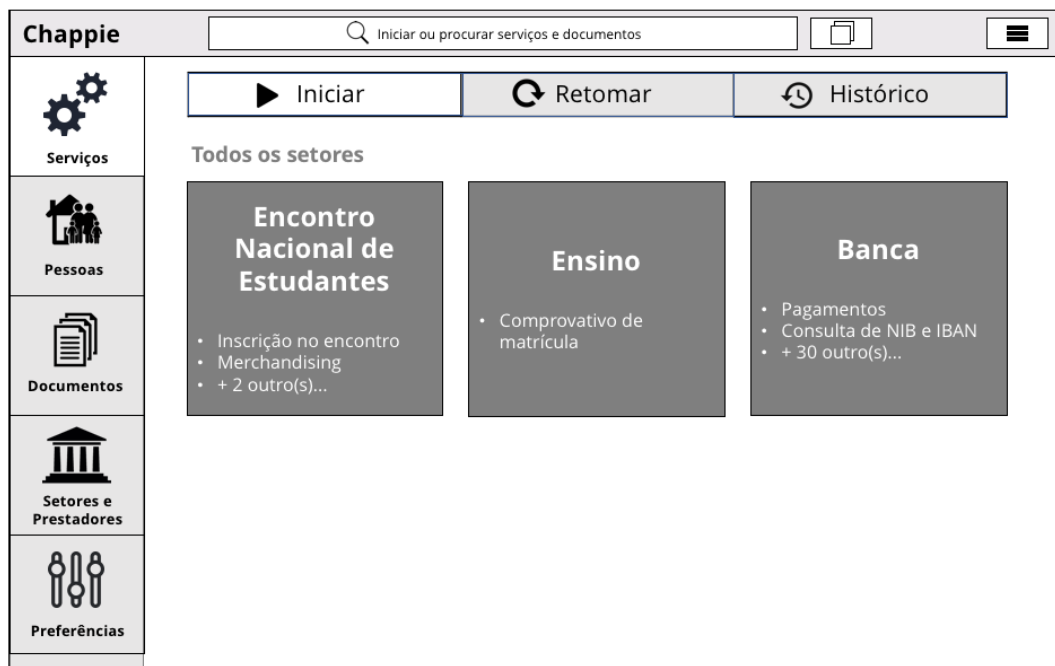 Chappie
Iniciar ou procurar serviços e documentos
Serviços
Pessoas
Documentos
Setores e
Prestadores
Preferências
Iniciar
Retomar
Histórico
Todos os setores
Encontro
Nacional de
Estudantes
• Inscrição no encontro
• Merchandising
• + 2 outro(s)...
Ensino
• Comprovativo de
matrícula
Banca
• Pagamentos
• Consulta de NIB e IBAN
• + 30 outro(s)...